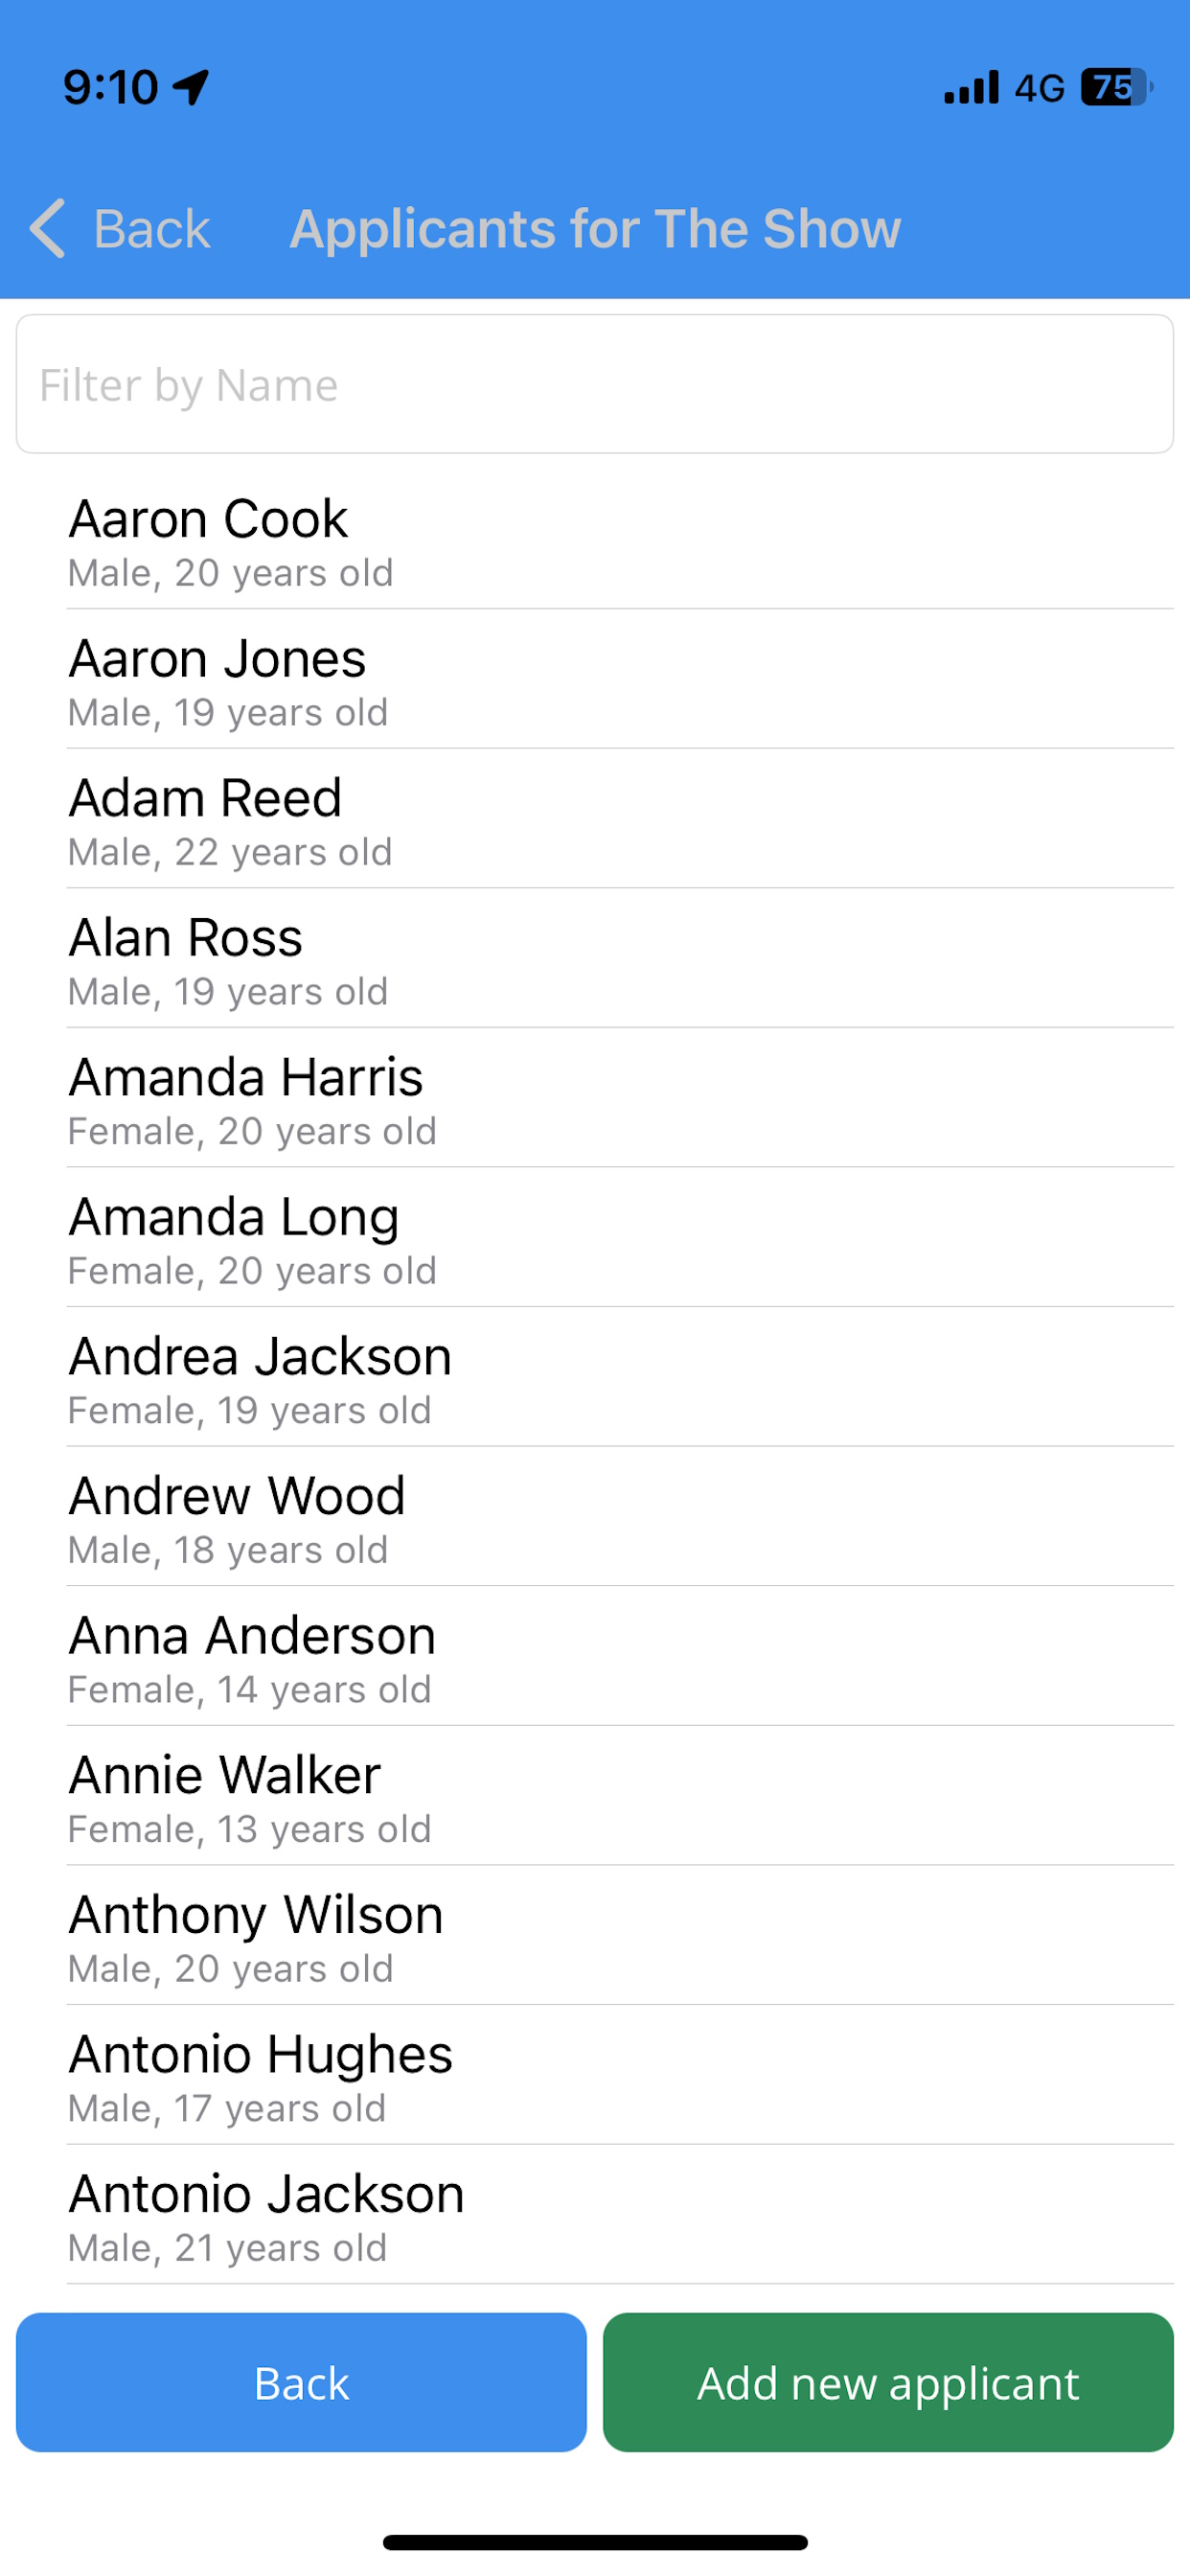 9:10 4G 75
Back Applicants for The Show
Filter by Name
Aaron Cook
Male, 20 years old
Aaron Jones
Male, 19 years old
Adam Reed
Male, 22 years old
Alan Ross
Male, 19 years old
Amanda Harris
Female, 20 years old
Amanda Long
Female, 20 years old
Andrea Jackson
Female, 19 years old
Andrew Wood
Male, 18 years old
Anna Anderson
Female, 14 years old
Annie Walker
Female, 13 years old
Anthony Wilson
Male, 20 years old
Antonio Hughes
Male, 17 years old
Antonio Jackson
Male, 21 years old
Back Add new applicant